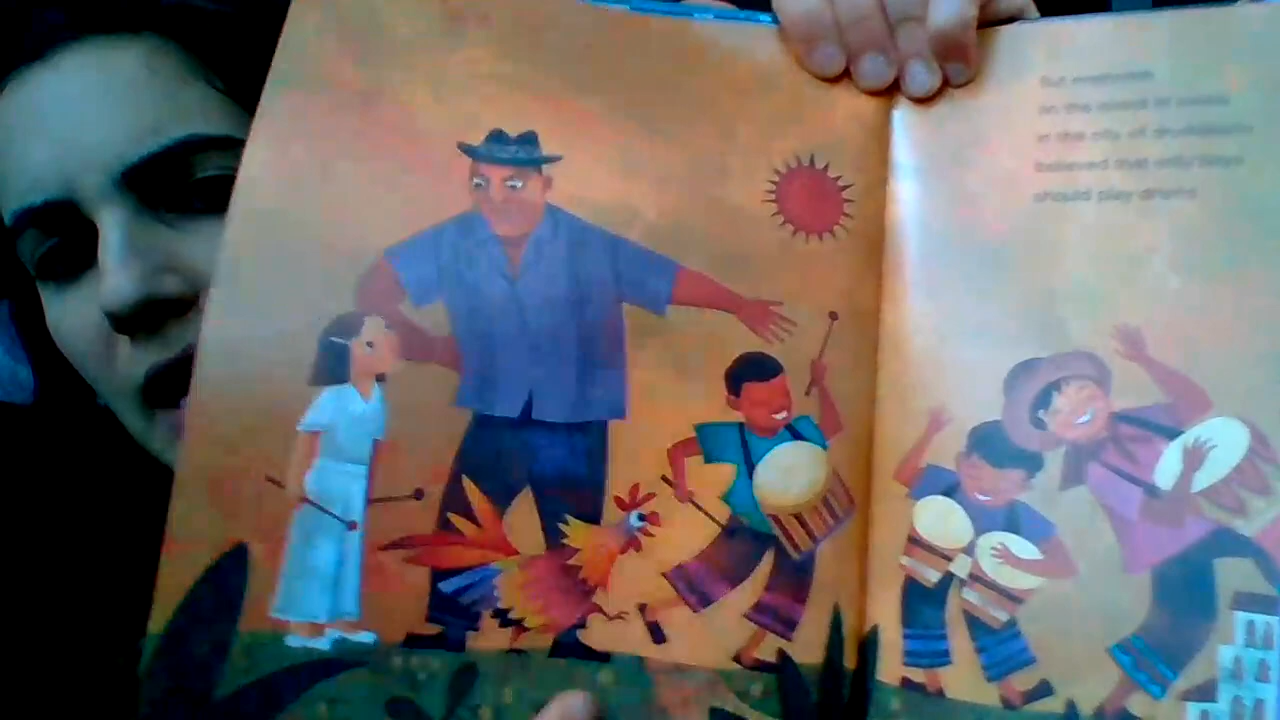 But everyone
on the island of music
in the city of drumbeats
believed that only boys
should play drums